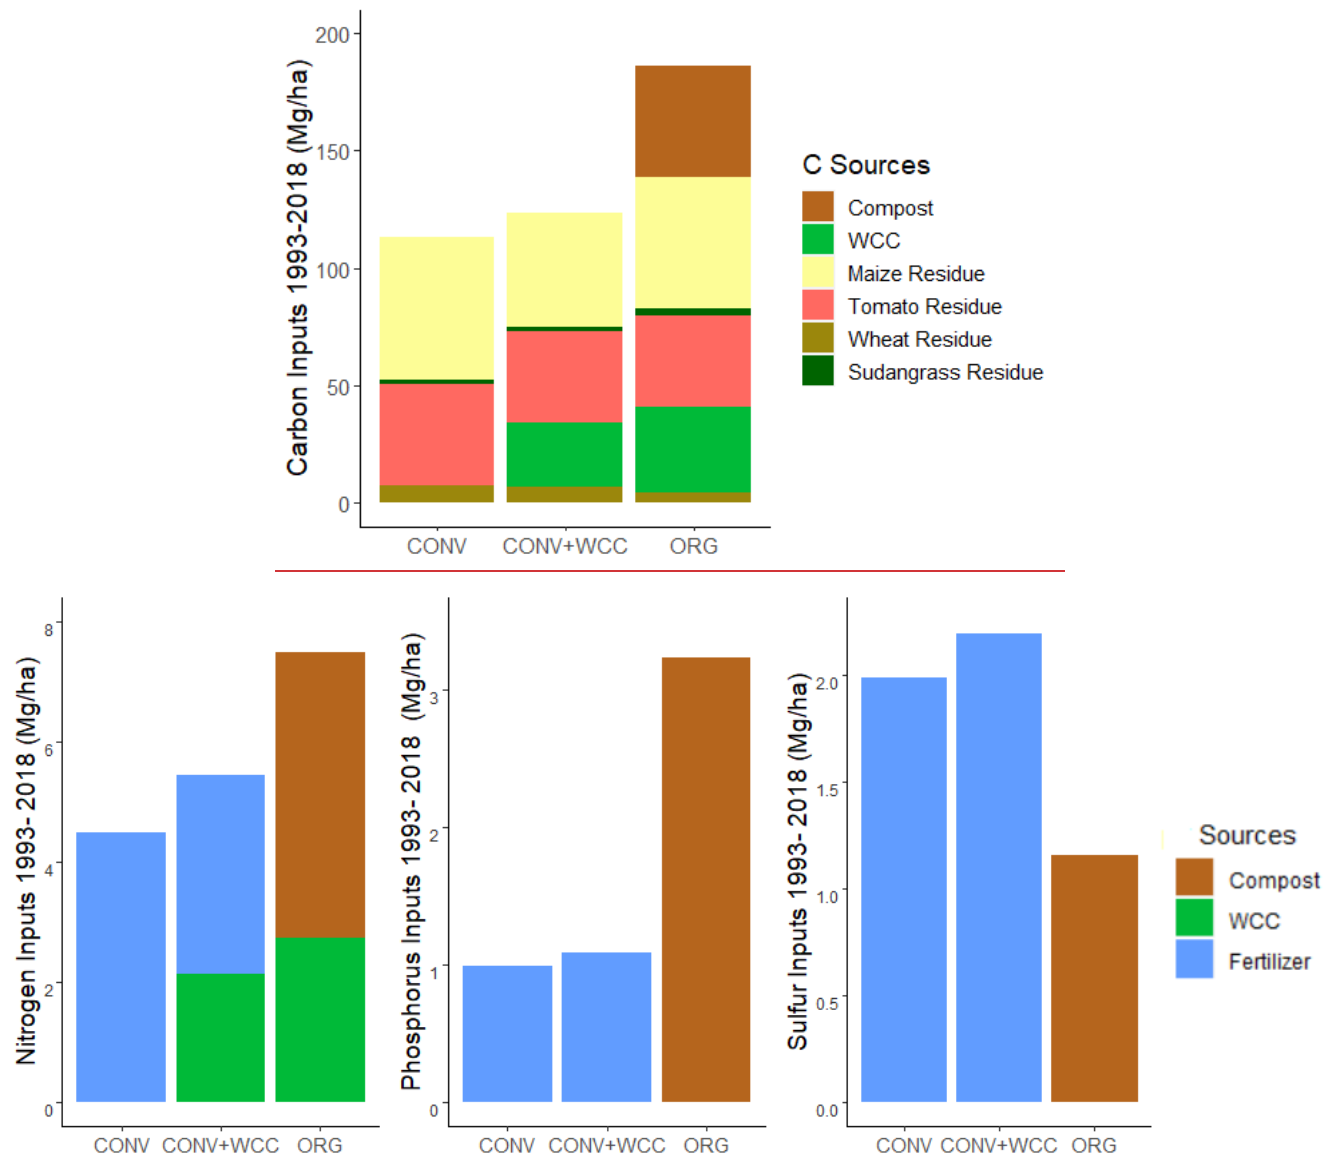 Carbon Inputs 1993-2018 (Mg/ha)
200
150
100
50
0
CONV CONV+WCC ORG
C Sources
Compost
WCC
Maize Residue
Tomato Residue
Wheat Residue
Sudangrass Residue
Nitrogen Inputs 1993- 2018 (Mg/ha)
8
6
4
2
0
CONV CONV+WCC ORG
Phosphorus Inputs 1993- 2018 (Mg/ha)
3
2
1
0
CONV CONV+WCC ORG
Sulfur Inputs 1993- 2018 (Mg/ha)
2.0
1.5
1.0
0.5
0.0
CONV CONV+WCC ORG
Sources
Compost
WCC
Fertilizer